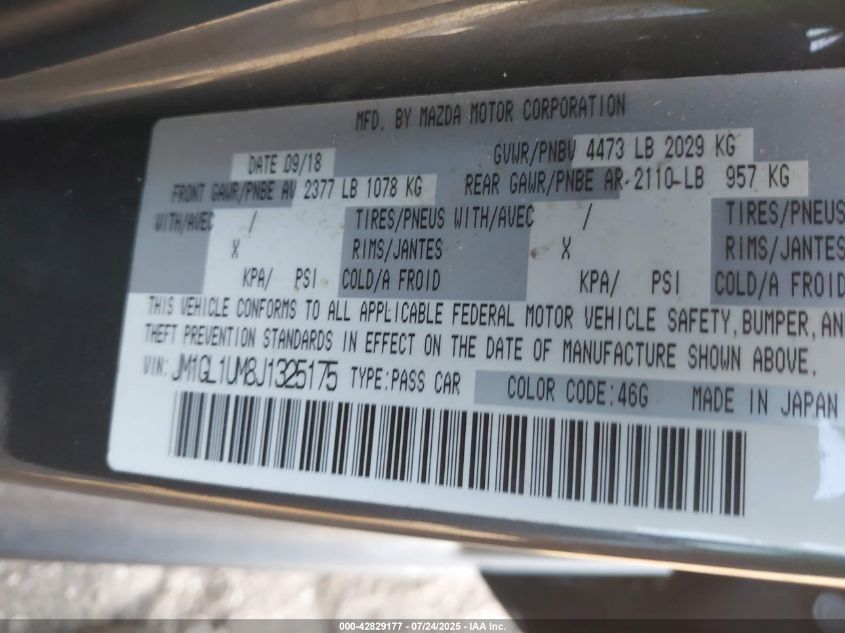 MFD. BY MAZDA MOTOR CORPORATION
DATE 09/18 GVWR/PNBV 4473 LB 2029 KG
FRONT GAWR/PNBE AV 2377 LB 1078 KG REAR GAWR/PNBE AR 2110 LB 957 KG
WITH/AVEC / TIRES/PNEUS WITH/AVEC / TIRES/PNEUS
X RIMS/JANTES X RIMS/JANTES
KPA/ PSI COLD/A FROID KPA/ PSI COLD/A FROID
THIS VEHICLE CONFORMS TO ALL APPLICABLE FEDERAL MOTOR VEHICLE SAFETY, BUMPER, AN
THEFT PREVENTION STANDARDS IN EFFECT ON THE DATE OF MANUFACTURE SHOWN ABOVE.
VIN: JM1GL1UM8J1325175 TYPE:PASS CAR COLOR CODE:46G MADE IN JAPAN
000-42829177 - 07/24/2025 - IAA Inc.